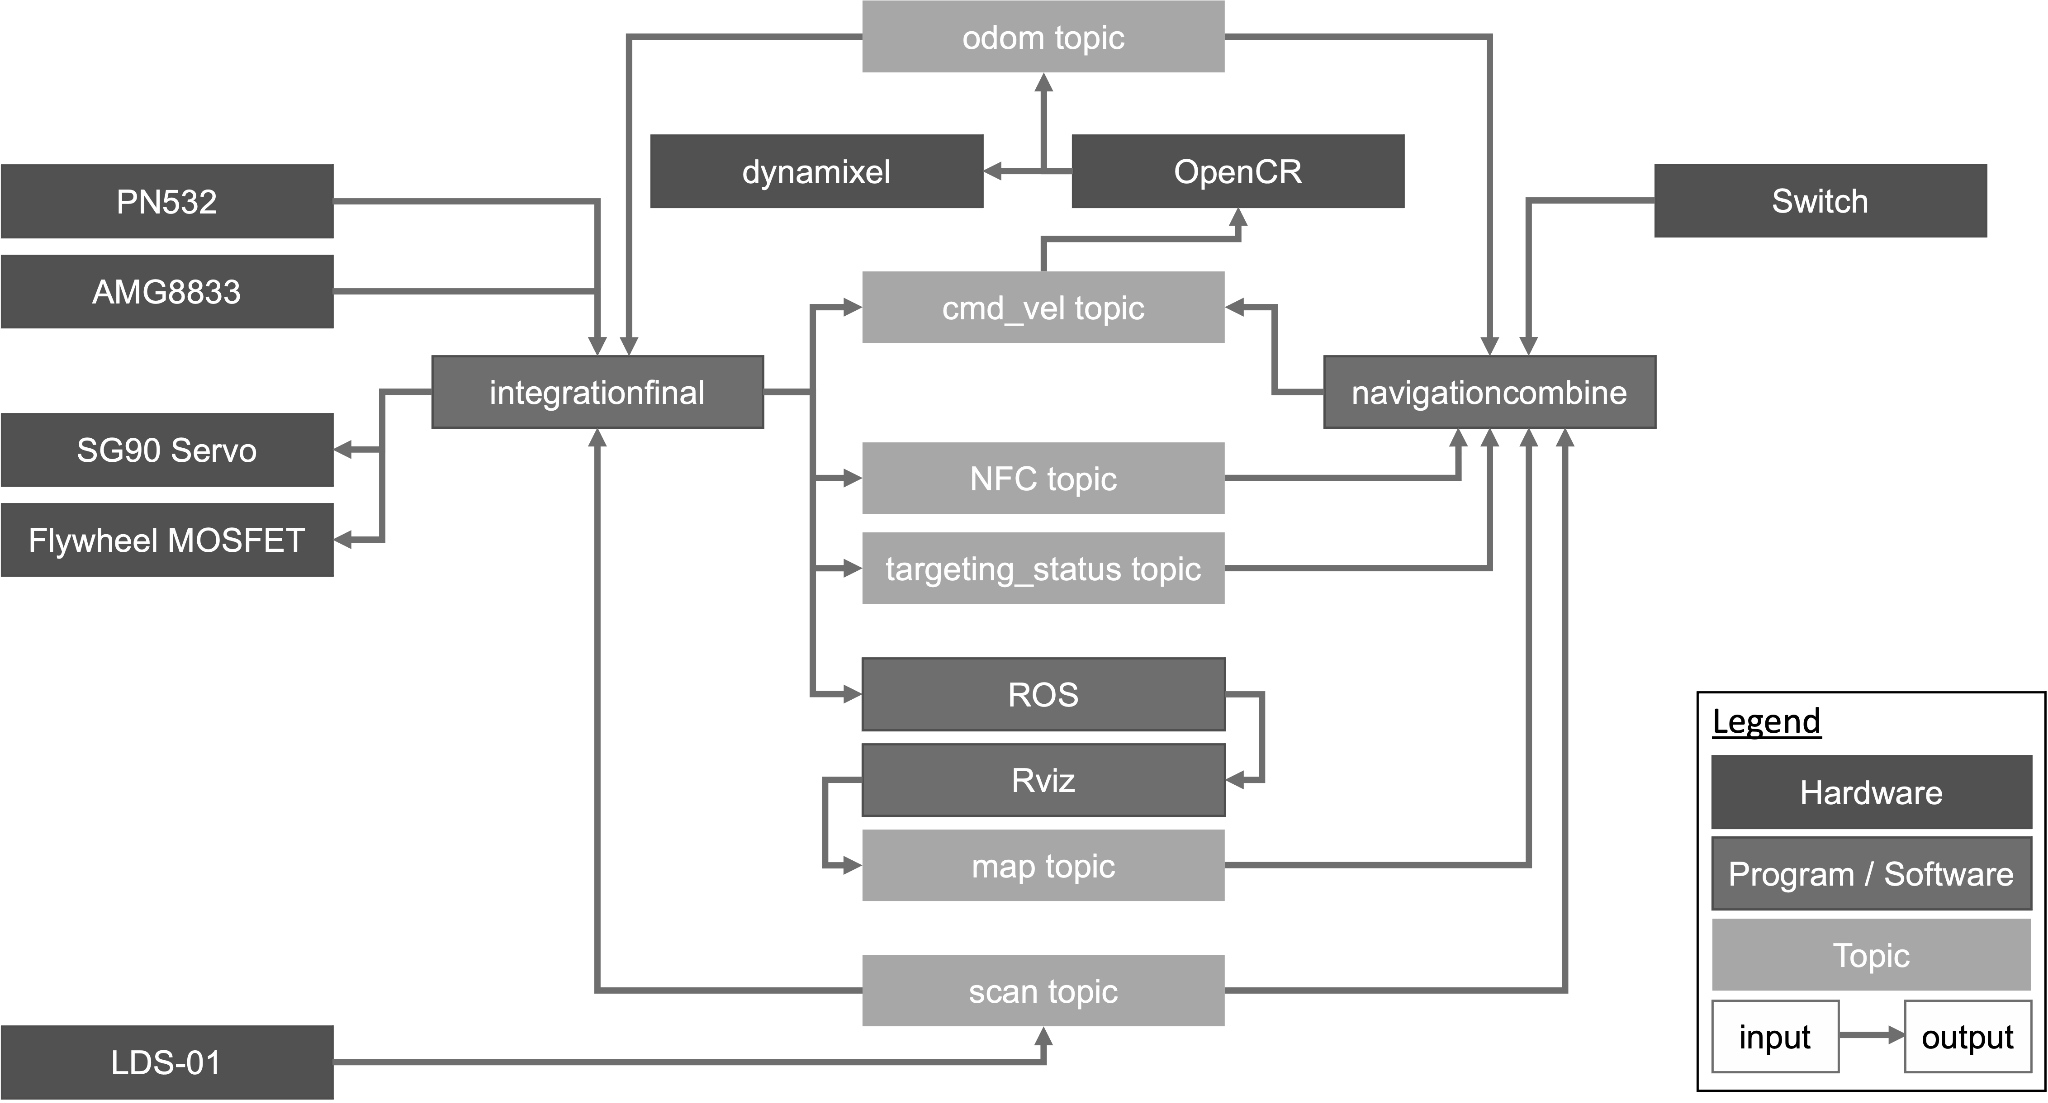 odom topic
dynamixel
OpenCR
PN532
Switch
AMG8833
cmd_vel topic
integrationfinal
navigationcombine
SG90 Servo
NFC topic
Flywheel MOSFET
targeting_status topic
ROS
Rviz
map topic
scan topic
LDS-01
Legend
Hardware
Program / Software
Topic
input
output